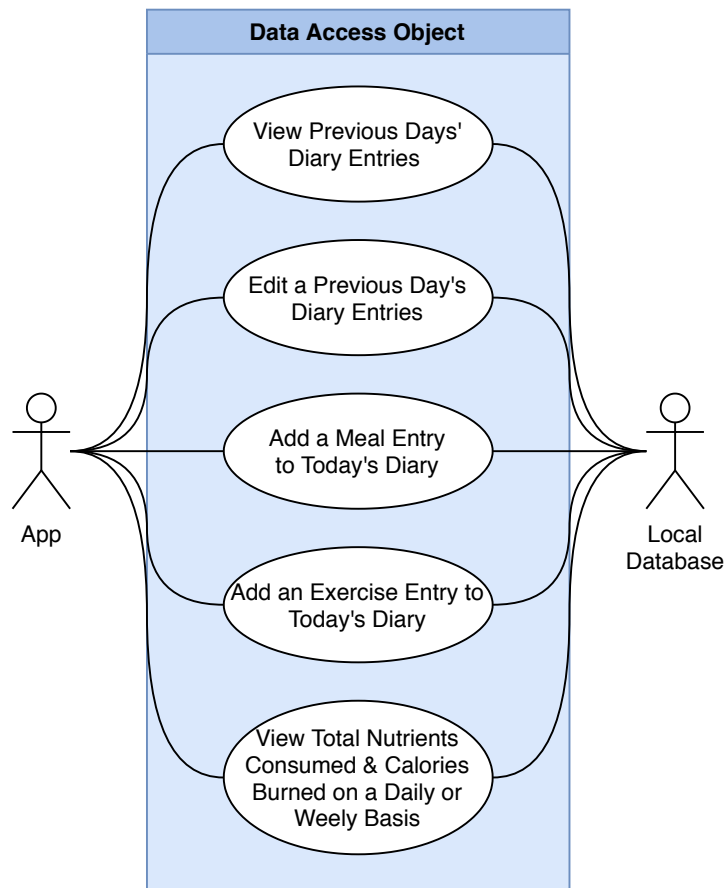 Data Access Object
View Previous Days'
Diary Entries
Edit a Previous Day's
Diary Entries
Add a Meal Entry
to Today's Diary
App
Local
Database
Add an Exercise Entry to
Today's Diary
View Total Nutrients
Consumed & Calories
Burned on a Daily or
Weely Basis